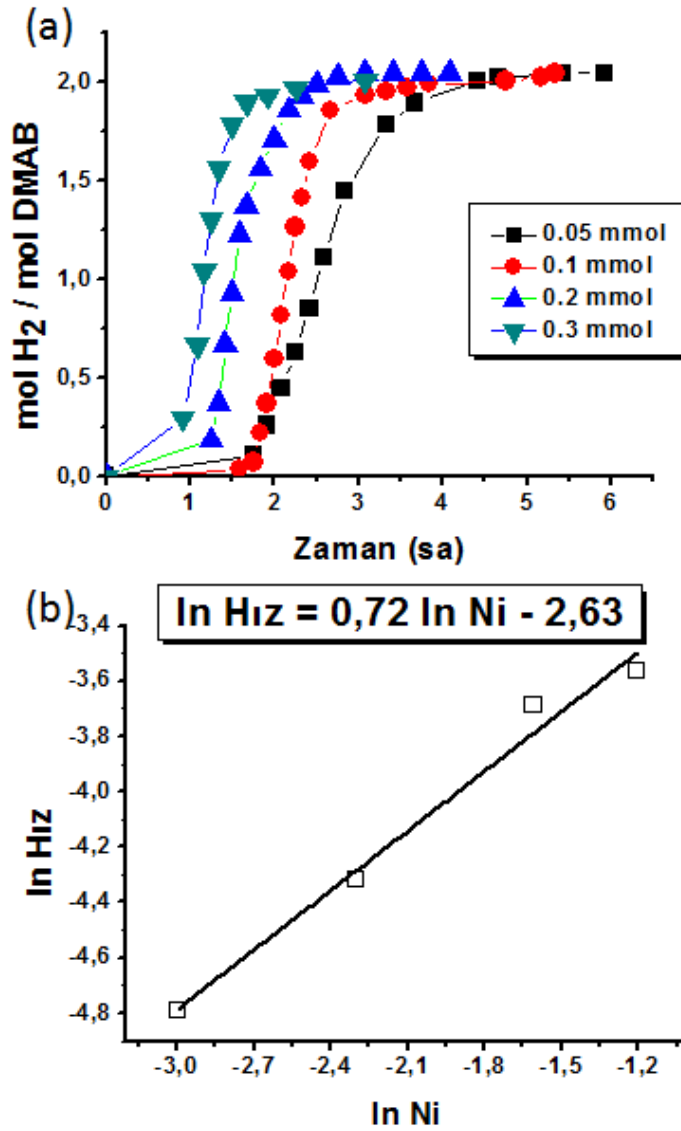 (a)
mol H2 / mol DMAB
2,0
1,5
1,0
0,5
0,0
0 1 2 3 4 5 6
Zaman (sa)
0.05 mmol
0.1 mmol
0.2 mmol
0.3 mmol
(b)
ln Hız = 0,72 ln Ni - 2,63
ln Hız
-3,4
-3,6
-3,8
-4,0
-4,2
-4,4
-4,6
-4,8
-3,0 -2,7 -2,4 -2,1 -1,8 -1,5 -1,2
ln Ni